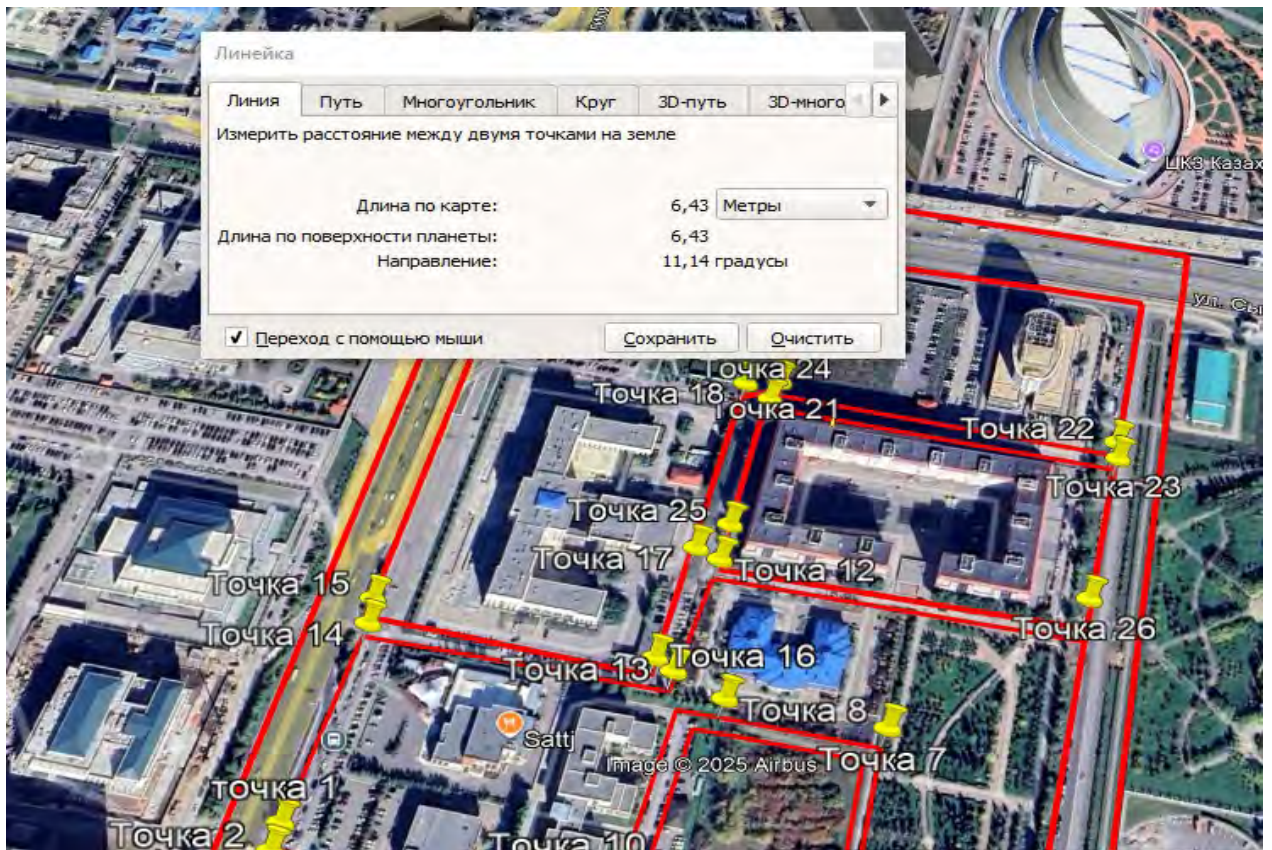 Линейка
Линия Путь Многоугольник Круг 3D-путь 3D-много
Измерить расстояние между двумя точками на земле
Длина по карте: 6,43 Метры
Длина по поверхности планеты: 6,43
Направление: 11,14 градусы
Переход с помощью мыши Сохранить Очистить
ЦКЗ Казах
ул. Сы
Точка 24
Точка 18
Точка 21
Точка 22
Точка 23
Точка 25
Точка 17
Точка 12
Точка 15
Точка 14
Точка 26
Точка 13
Точка 16
Точка 8
Sattj
Image © 2025 Airbus
Точка 7
точка 1
Точка 2
Точка 10